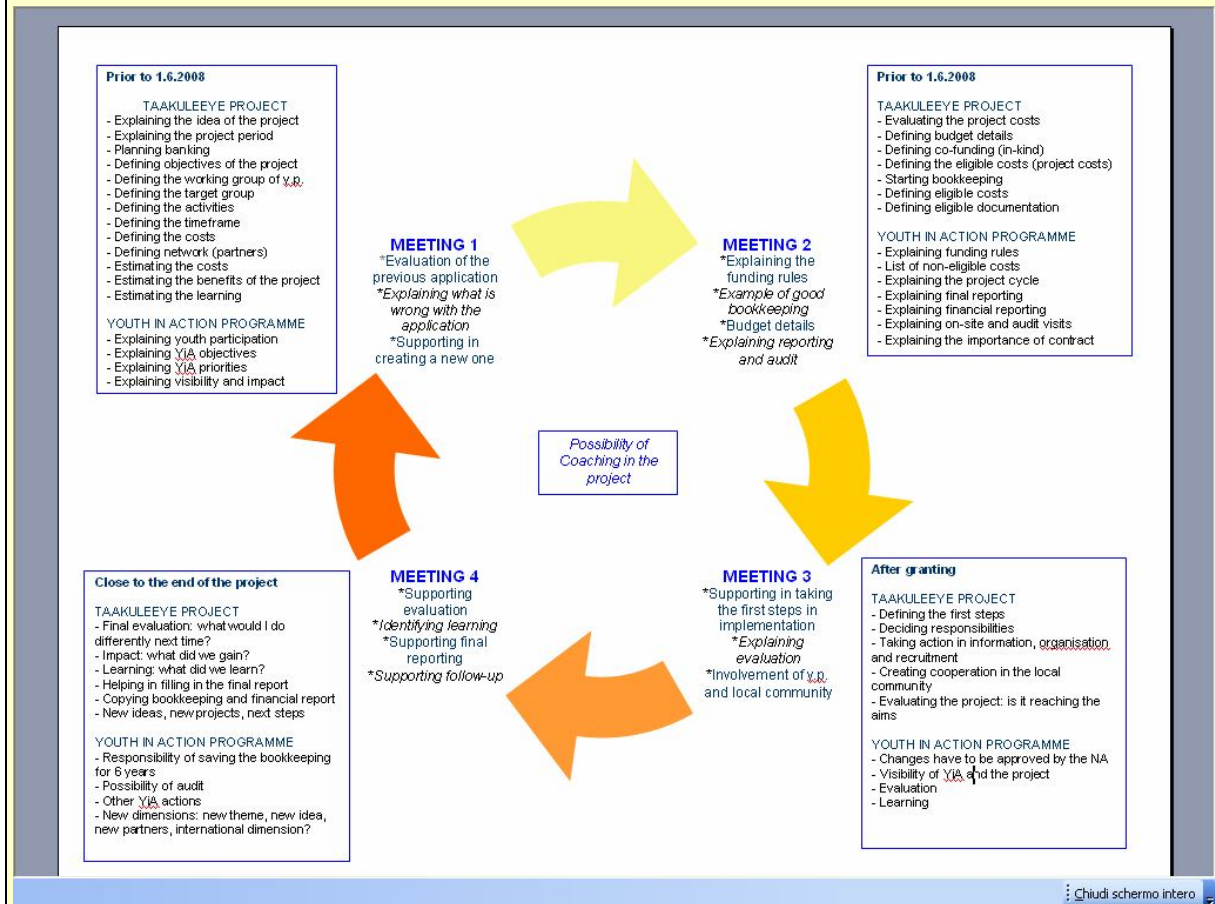 Prior to 1.6.2008
TAAKULEEYE PROJECT
- Explaining the idea of the project
- Explaining the project period
- Planning banking
- Defining objectives of the project
- Defining the working group of y.p.
- Defining the target group
- Defining the activities
- Defining the timeframe
- Defining the costs
- Defining network (partners)
- Estimating the costs
- Estimating the benefits of the project
- Estimating the learning
YOUTH IN ACTION PROGRAMME
- Explaining youth participation
- Explaining YiA objectives
- Explaining YiA priorities
- Explaining visibility and impact
MEETING 1
*Evaluation of the
previous application
*Explaining what is
wrong with the
application
*Supporting in
creating a new one
MEETING 2
*Explaining the
funding rules
*Example of good
bookkeeping
*Budget details
*Explaining reporting
and audit
Prior to 1.6.2008
TAAKULEEYE PROJECT
- Evaluating the project costs
- Defining budget details
- Defining co-funding (in-kind)
- Defining the eligible costs (project costs)
- Starting bookkeeping
- Defining eligible costs
- Defining eligible documentation
YOUTH IN ACTION PROGRAMME
- Explaining funding rules
- List of non-eligible costs
- Explaining the project cycle
- Explaining final reporting
- Explaining financial reporting
- Explaining on-site and audit visits
- Explaining the importance of contract
Possibility of
Coaching in the
project
Close to the end of the project
TAAKULEEYE PROJECT
- Final evaluation: what would I do
differently next time?
- Impact: what did we gain?
- Learning: what did we learn?
- Helping in filling in the final report
- Copying bookkeeping and financial report
- New ideas, new projects, next steps
YOUTH IN ACTION PROGRAMME
- Responsibility of saving the bookkeeping
for 6 years
- Possibility of audit
- Other YiA actions
- New dimensions: new theme, new idea,
new partners, international dimension?
MEETING 4
*Supporting
evaluation
*Identifying learning
*Supporting final
reporting
*Supporting follow-up
MEETING 3
*Supporting in taking
the first steps in
implementation
*Explaining
evaluation
*Involvement of y.p.
and local community
After granting
TAAKULEEYE PROJECT
- Defining the first steps
- Deciding responsibilities
- Taking action in information, organisation
and recruitment
- Creating cooperation in the local
community
- Evaluating the project: is it reaching the
aims
YOUTH IN ACTION PROGRAMME
- Changes have to be approved by the NA
- Visibility of YiA and the project
- Evaluation
- Learning
Chiudi schermo intero